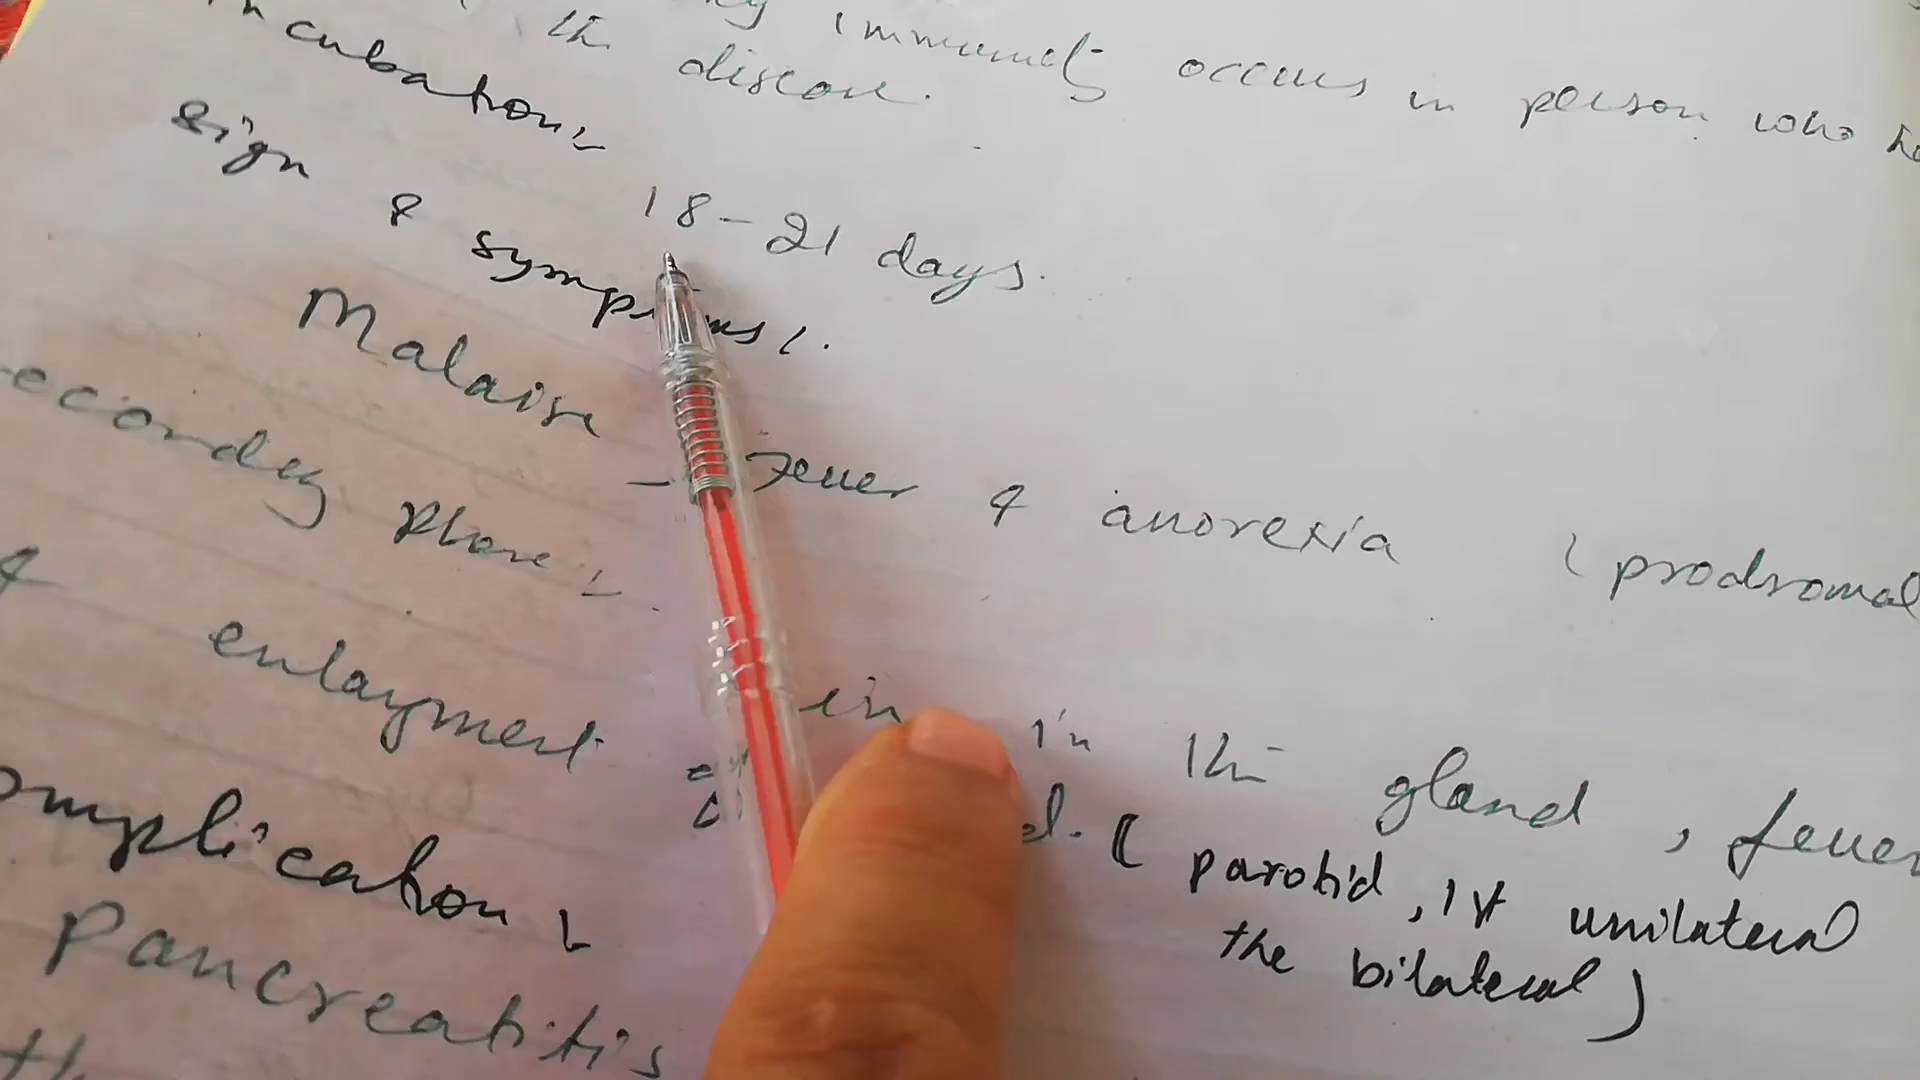 immunity occurs in person who
the disease.
Incubation:-
18-21 days.
sign & symptoms:.
Malaise - Fever & anorexia (prodromal
secondry phase:-
& enlargment in the gland, fever
(parotid, 1st unilateral
the bilateral)
complication:-
Pancreatitis